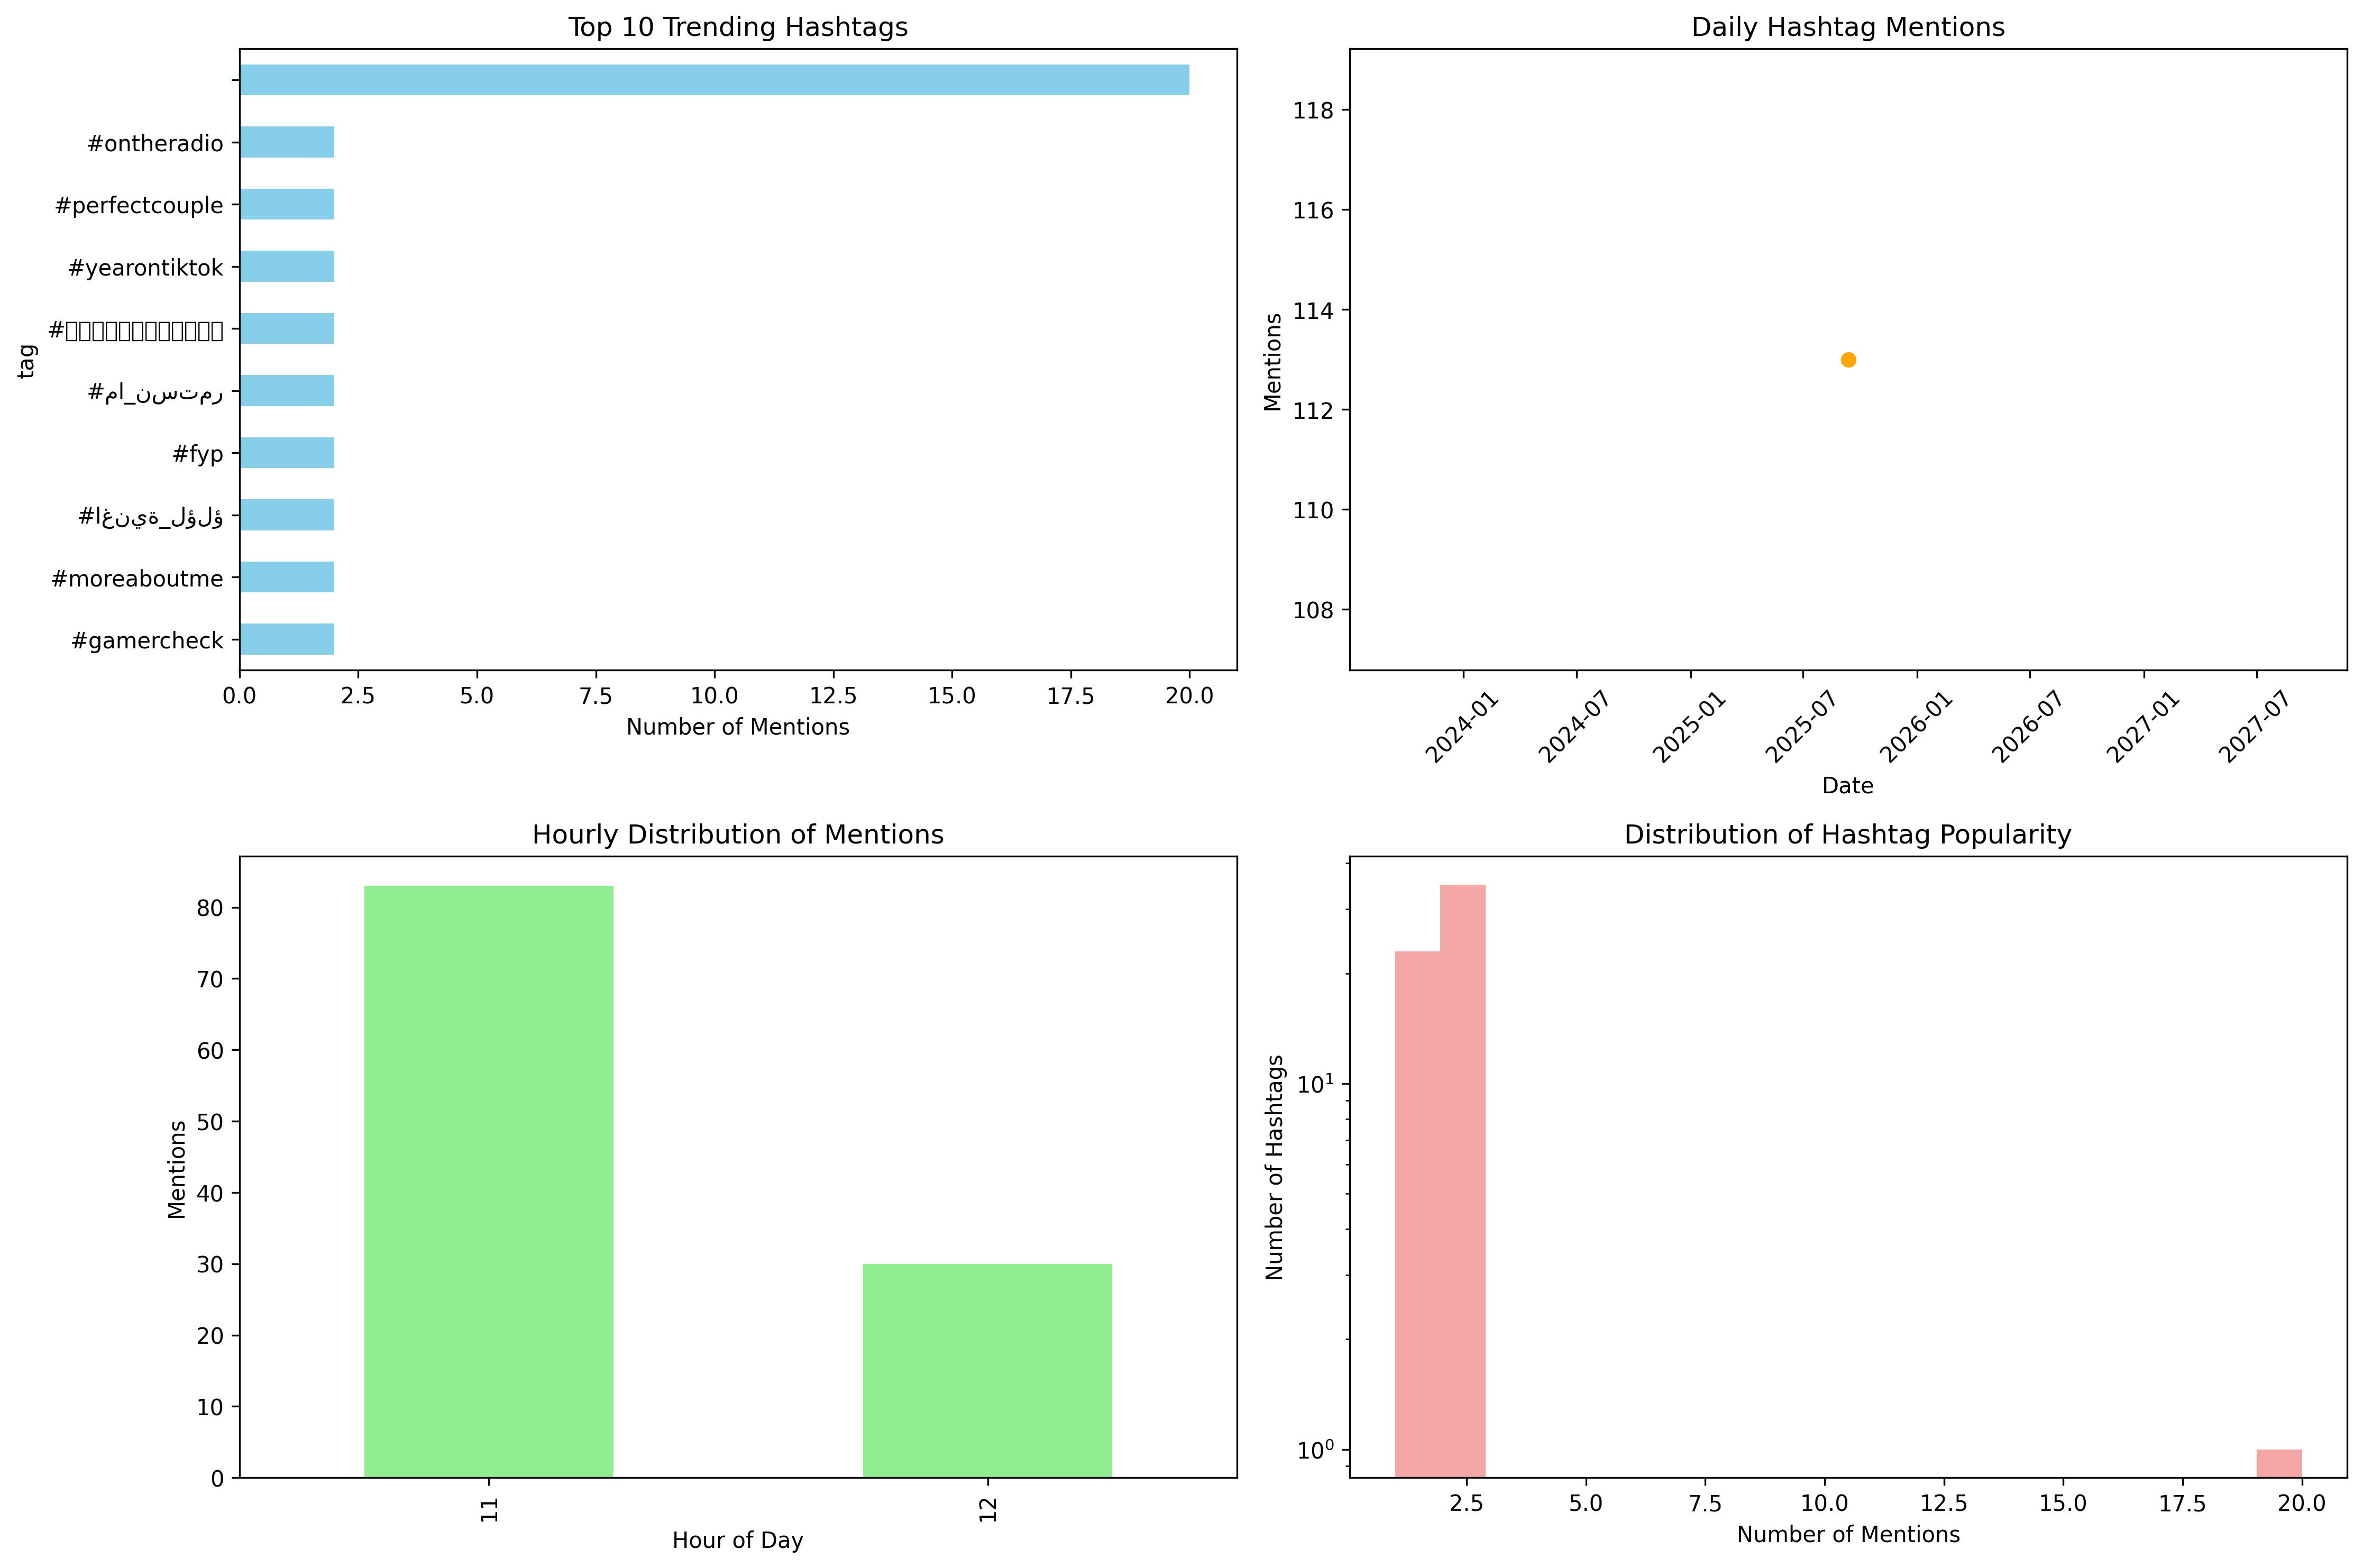 Top 10 Trending Hashtags
tag
#ontheradio
#perfectcouple
#yearontiktok
#ما_نستمر
#fyp
#اغنية_لؤلؤ
#moreaboutme
#gamercheck
0.0 2.5 5.0 7.5 10.0 12.5 15.0 17.5 20.0
Number of Mentions
Daily Hashtag Mentions
Mentions
118
116
114
112
110
108
2024-01 2024-07 2025-01 2025-07 2026-01 2026-07 2027-01 2027-07
Date
Hourly Distribution of Mentions
Mentions
80
70
60
50
40
30
20
10
0
11 12
Hour of Day
Distribution of Hashtag Popularity
Number of Hashtags
10¹
10⁰
2.5 5.0 7.5 10.0 12.5 15.0 17.5 20.0
Number of Mentions